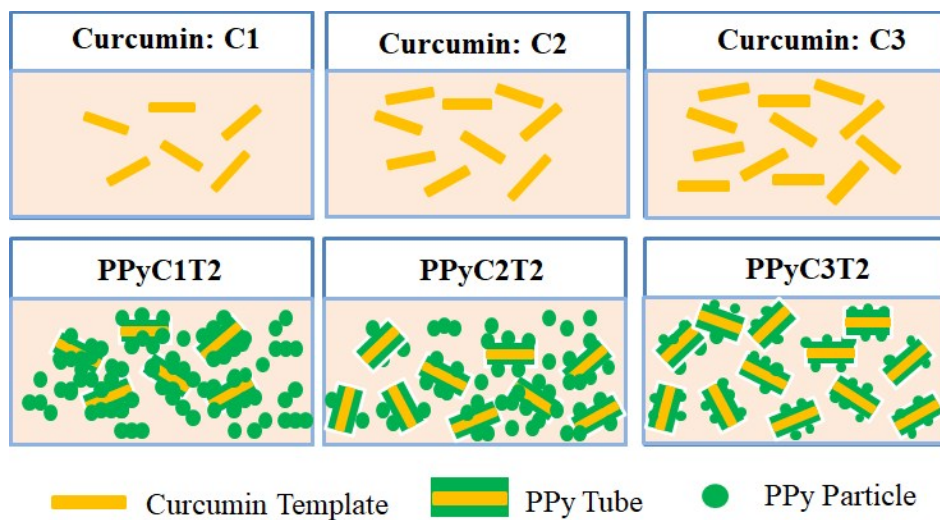 Curcumin: C1
Curcumin: C2
Curcumin: C3
PPyC1T2
PPyC2T2
PPyC3T2
Curcumin Template
PPy Tube
PPy Particle